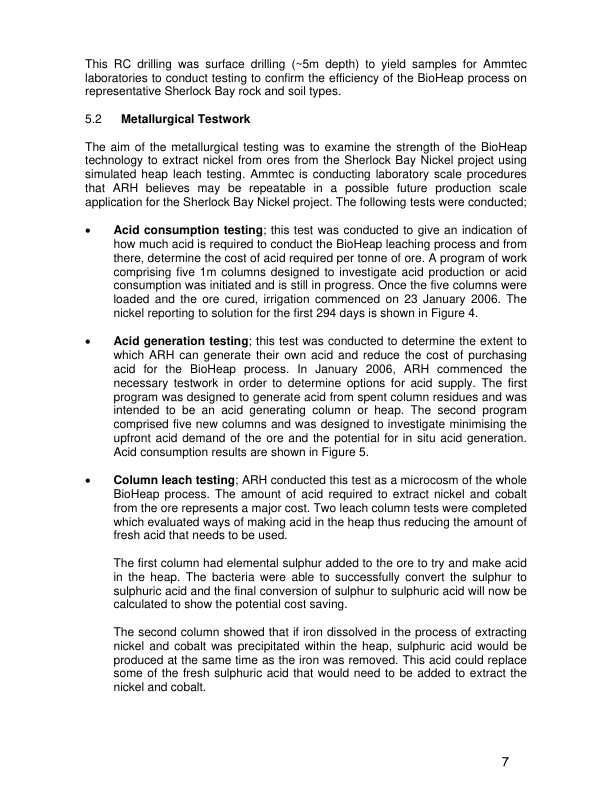 This RC drilling was surface drilling (~5m depth) to yield samples for Ammtec
laboratories to conduct testing to confirm the efficiency of the BioHeap process on
representative Sherlock Bay rock and soil types.
5.2 Metallurgical Testwork
The aim of the metallurgical testing was to examine the strength of the BioHeap
technology to extract nickel from ores from the Sherlock Bay Nickel project using
simulated heap leach testing. Ammtec is conducting laboratory scale procedures
that ARH believes may be repeatable in a possible future production scale
application for the Sherlock Bay Nickel project. The following tests were conducted;
• Acid consumption testing; this test was conducted to give an indication of
how much acid is required to conduct the BioHeap leaching process and from
there, determine the cost of acid required per tonne of ore. A program of work
comprising five 1m columns designed to investigate acid production or acid
consumption was initiated and is still in progress. Once the five columns were
loaded and the ore cured, irrigation commenced on 23 January 2006. The
nickel reporting to solution for the first 294 days is shown in Figure 4.
• Acid generation testing; this test was conducted to determine the extent to
which ARH can generate their own acid and reduce the cost of purchasing
acid for the BioHeap process. In January 2006, ARH commenced the
necessary testwork in order to determine options for acid supply. The first
program was designed to generate acid from spent column residues and was
intended to be an acid generating column or heap. The second program
comprised five new columns and was designed to investigate minimising the
upfront acid demand of the ore and the potential for in situ acid generation.
Acid consumption results are shown in Figure 5.
• Column leach testing; ARH conducted this test as a microcosm of the whole
BioHeap process. The amount of acid required to extract nickel and cobalt
from the ore represents a major cost. Two leach column tests were completed
which evaluated ways of making acid in the heap thus reducing the amount of
fresh acid that needs to be used.
The first column had elemental sulphur added to the ore to try and make acid
in the heap. The bacteria were able to successfully convert the sulphur to
sulphuric acid and the final conversion of sulphur to sulphuric acid will now be
calculated to show the potential cost saving.
The second column showed that if iron dissolved in the process of extracting
nickel and cobalt was precipitated within the heap, sulphuric acid would be
produced at the same time as the iron was removed. This acid could replace
some of the fresh sulphuric acid that would need to be added to extract the
nickel and cobalt.
7